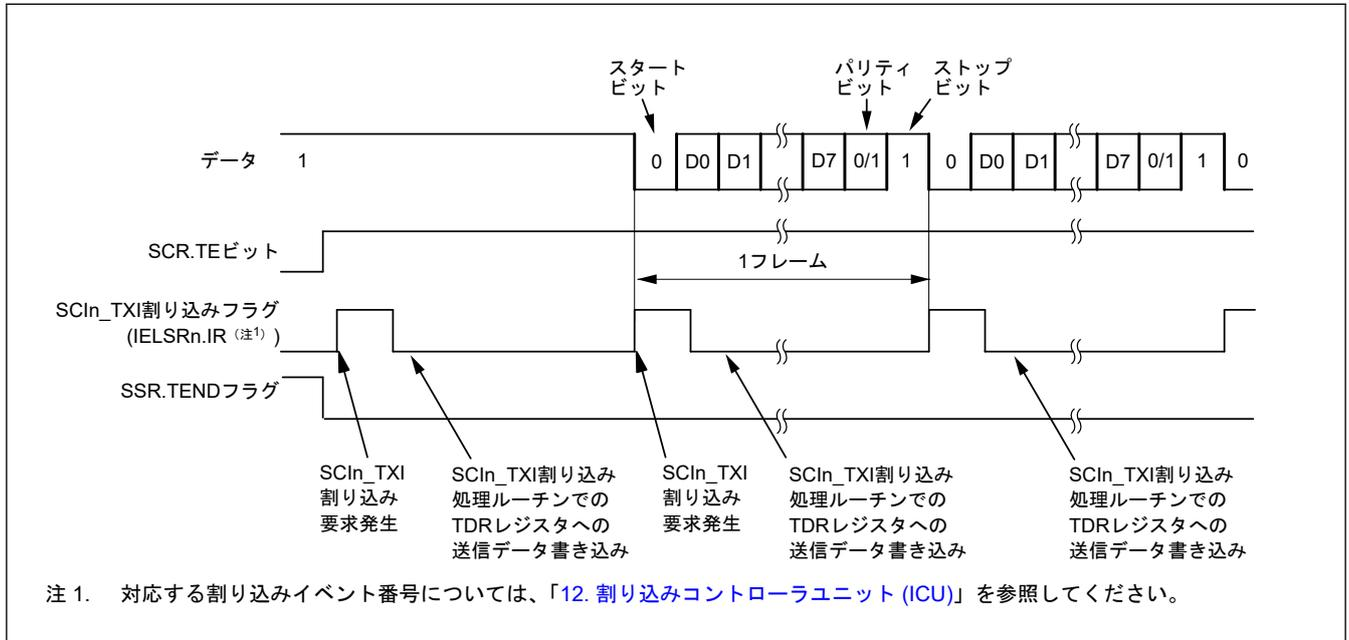 スタート
ビット
パリティ
ビット
ストップ
ビット
データ 1 0 D0 D1 D7 0/1 1 0 D0 D1 D7 0/1 1 0
SCR.TEビット
1フレーム
SCIn_TXI割り込みフラグ
(IELSRn.IR（注1）)
SSR.TENDフラグ
SCIn_TXI
割り込み
要求発生
SCIn_TXI割り込み
処理ルーチンでの
TDRレジスタへの
送信データ書き込み
SCIn_TXI
割り込み
要求発生
SCIn_TXI割り込み
処理ルーチンでの
TDRレジスタへの
送信データ書き込み
SCIn_TXI割り込み
処理ルーチンでの
TDRレジスタへの
送信データ書き込み
注 1. 対応する割り込みイベント番号については、「12. 割り込みコントローラユニット (ICU)」を参照してください。